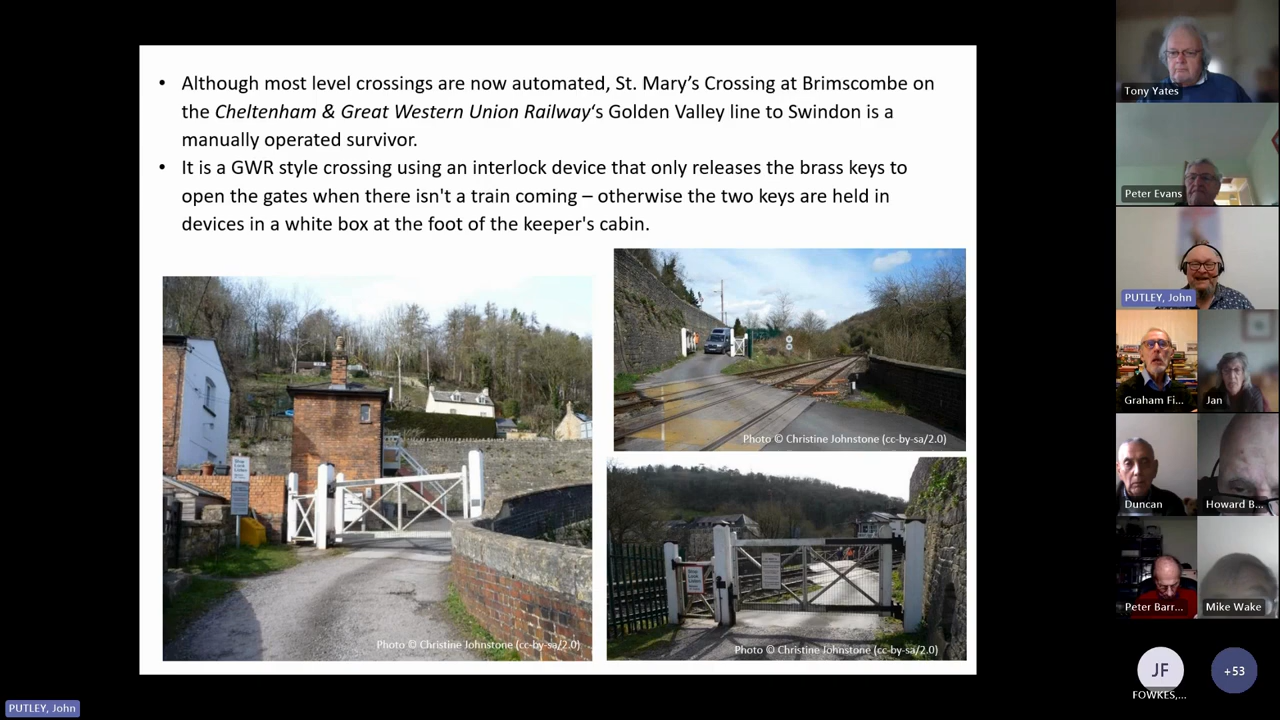 • Although most level crossings are now automated, St. Mary’s Crossing at Brimscombe on
the Cheltenham & Great Western Union Railway‘s Golden Valley line to Swindon is a
manually operated survivor.
• It is a GWR style crossing using an interlock device that only releases the brass keys to
open the gates when there isn't a train coming – otherwise the two keys are held in
devices in a white box at the foot of the keeper's cabin.
Photo © Christine Johnstone (cc-by-sa/2.0)
Photo © Christine Johnstone (cc-by-sa/2.0)
Photo © Christine Johnstone (cc-by-sa/2.0)
Stop
Look
Listen
Stop
Look
Listen
Tony Yates
Peter Evans
PUTLEY, John
Graham Fi...
Jan
Duncan
Howard B...
Peter Barr...
Mike Wake
JF
+53
FOWKES,...
PUTLEY, John